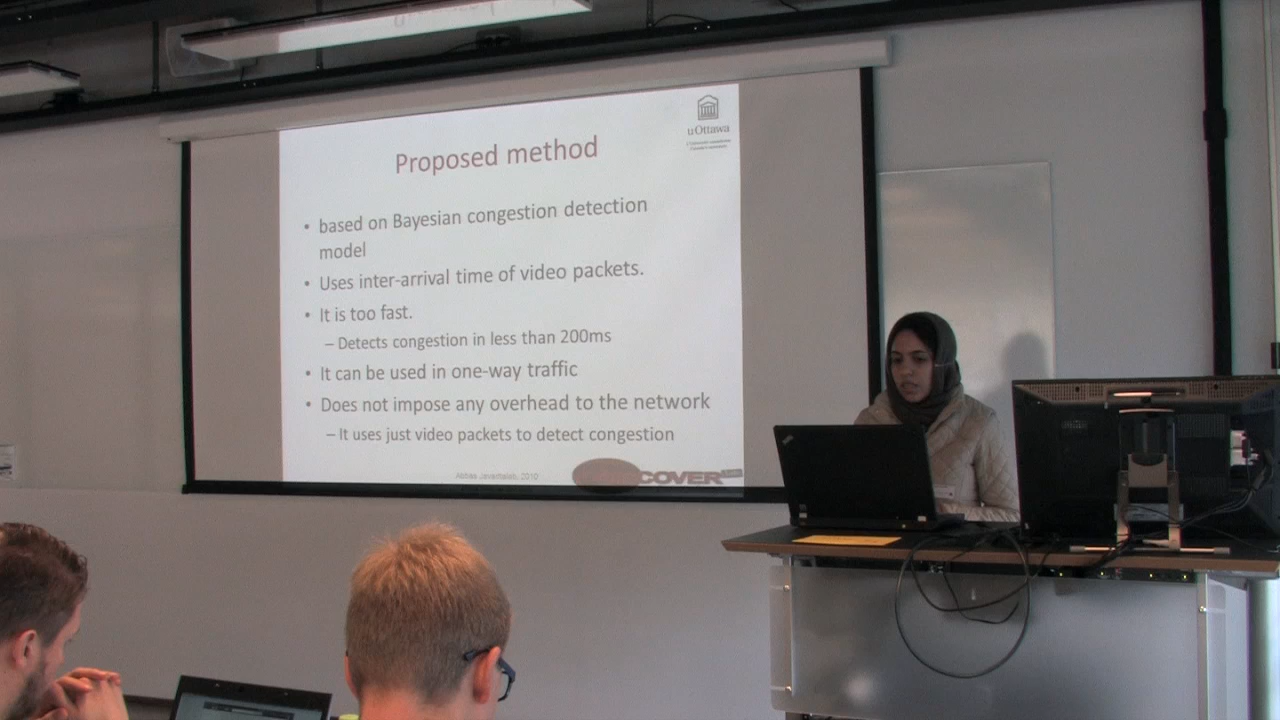 uOttawa
Proposed method
• based on Bayesian congestion detection
model
• Uses inter-arrival time of video packets.
• It is too fast.
– Detects congestion in less than 200ms
• It can be used in one-way traffic
• Does not impose any overhead to the network
– It uses just video packets to detect congestion
2010
COVER